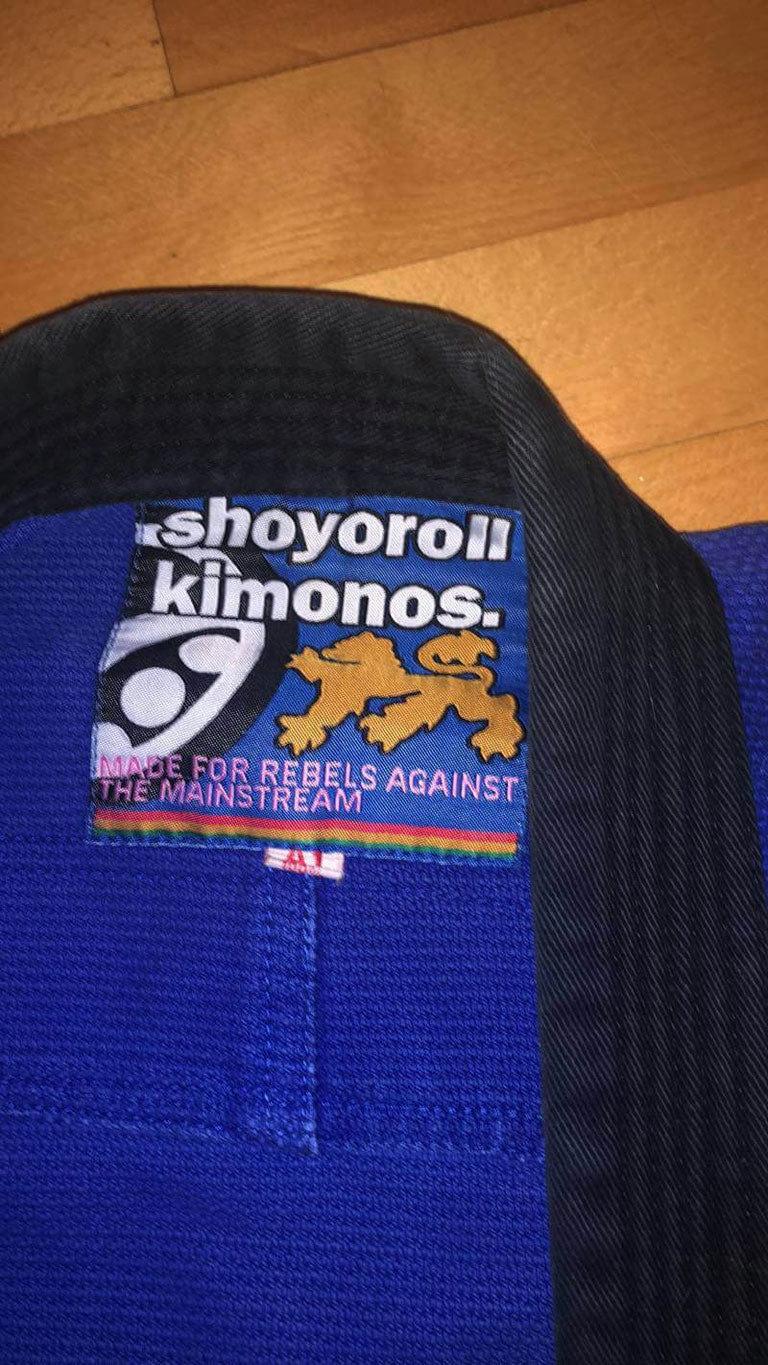 shoyoroll
kimonos.
MADE FOR REBELS AGAINST
THE MAINSTREAM
A1